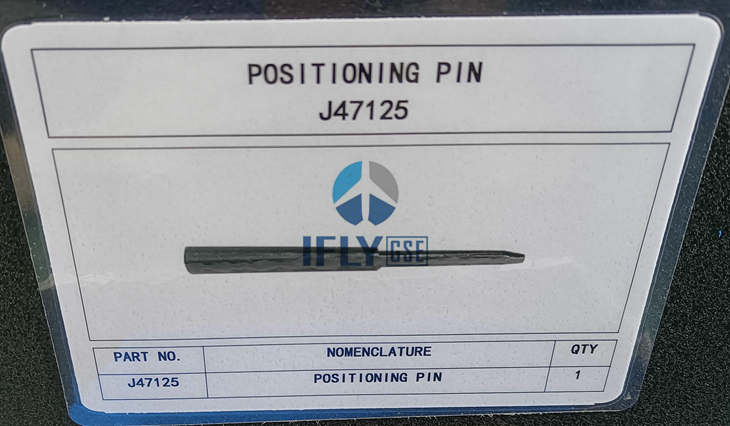 POSITIONING PIN
J47125
IFLY GSE
PART NO. NOMENCLATURE QTY
J47125 POSITIONING PIN 1